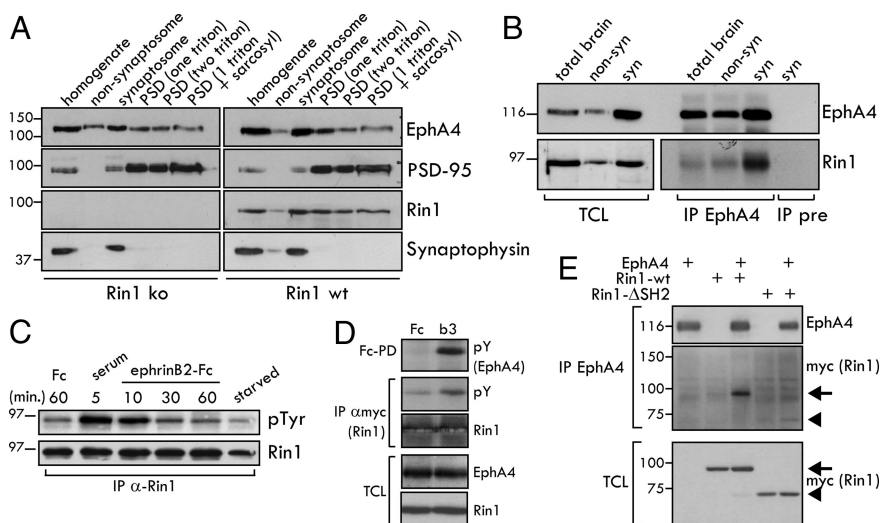 A
homogenate
non-synaptosome
synaptosome
PSD (one triton)
PSD (two triton)
PSD (1 triton
+ sarcosyl)
homogenate
non-synaptosome
synaptosome
PSD (one triton)
PSD (two triton)
PSD (1 triton
+ sarcosyl)
150
100
EphA4
100
PSD-95
100
Rin1
37
Synaptophysin
Rin1 ko
Rin1 wt
B
total brain
non-syn
syn
total brain
non-syn
syn
syn
116
EphA4
97
Rin1
TCL
IP EphA4
IP pre
C
Fc
serum
ephrinB2-Fc
starved
(min.) 60 5 10 30 60
97
pTyr
97
Rin1
IP α-Rin1
D
Fc b3
Fc-PD
pY
(EphA4)
IP αmyc
(Rin1)
pY
Rin1
TCL
EphA4
Rin1
E
EphA4 + + +
Rin1-wt + +
Rin1-ΔSH2 + +
IP EphA4
116
EphA4
myc (Rin1)
100
75
TCL
100
75
myc (Rin1)